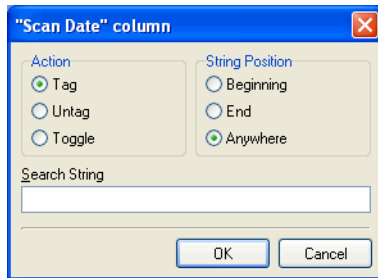 "Scan Date" column
Action
Tag
Untag
Toggle
String Position
Beginning
End
Anywhere
Search String
OK
Cancel